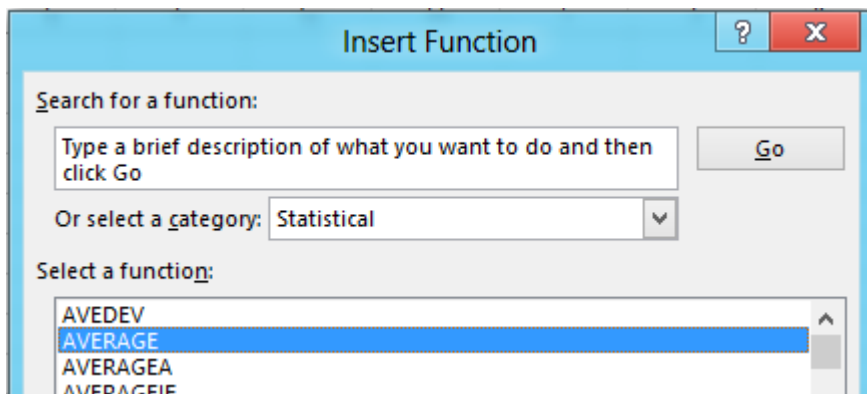 Insert Function
?
x
Search for a function:
Type a brief description of what you want to do and then
click Go
Go
Or select a category: Statistical
Select a function:
AVEDEV
AVERAGE
AVERAGEA